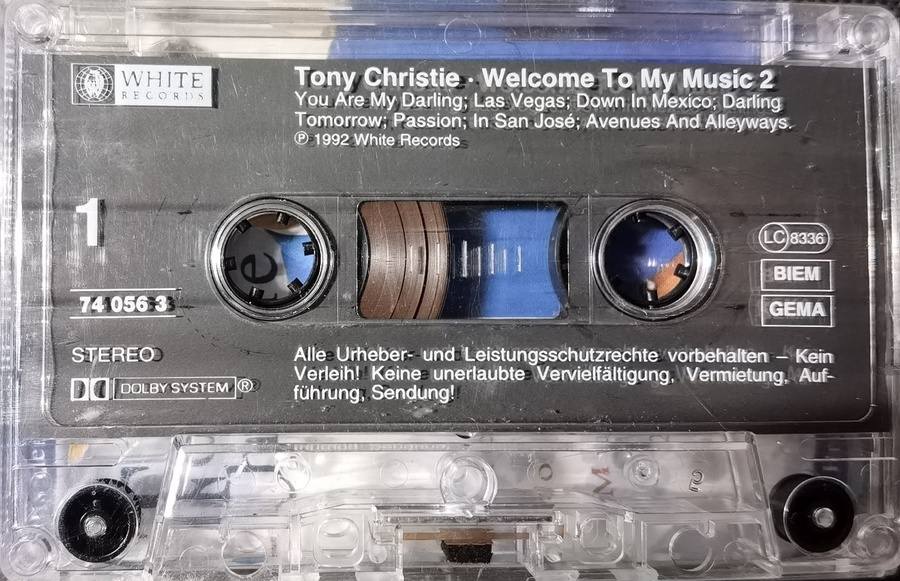 WHITE
RECORDS
Tony Christie · Welcome To My Music 2
You Are My Darling; Las Vegas; Down In Mexico; Darling
Tomorrow; Passion; In San José; Avenues And Alleyways.
℗ 1992 White Records
1
LC 8336
BIEM
74 056 3
GEMA
STEREO
DOLBY SYSTEM ®
Alle Urheber- und Leistungsschutzrechte vorbehalten – Kein
Verleih! Keine unerlaubte Vervielfältigung, Vermietung, Auf-
führung, Sendung!